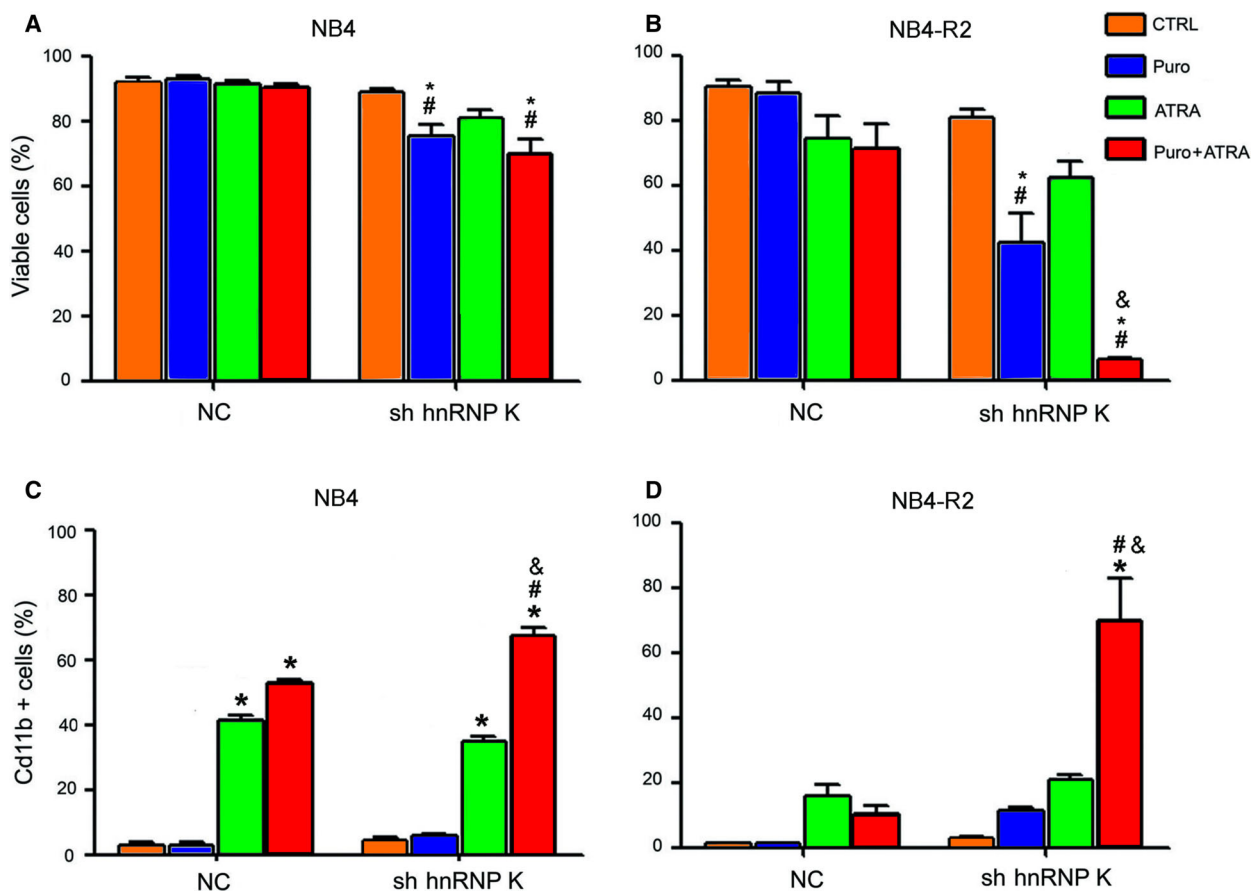 A
NB4
Viable cells (%)
100
80
60
40
20
0
*
#
*
#
NC
sh hnRNP K
B
NB4-R2
100
80
60
40
20
0
*
#
&
*
#
NC
sh hnRNP K
CTRL
Puro
ATRA
Puro+ATRA
C
NB4
Cd11b + cells (%)
100
80
60
40
20
0
*
*
*
&
#
*
NC
sh hnRNP K
D
NB4-R2
100
80
60
40
20
0
# &
*
NC
sh hnRNP K